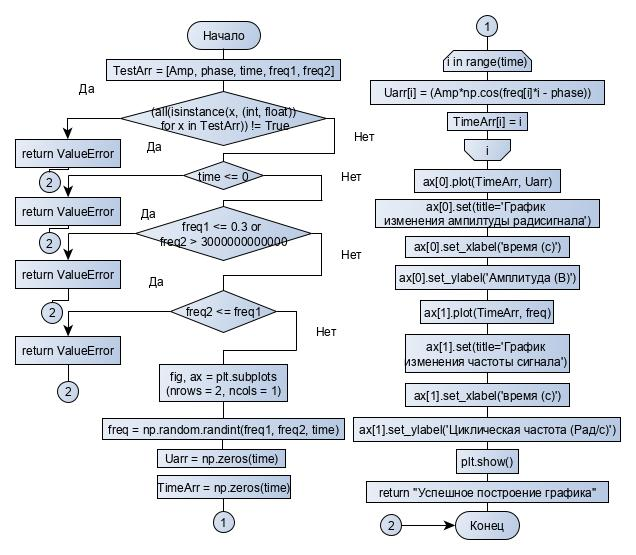 Начало
TestArr = [Amp, phase, time, freq1, freq2]
Да
(all(isinstance(x, (int, float))
for x in TestArr)) != True
Нет
return ValueError
2
Да
time <= 0
Нет
return ValueError
2
Да
freq1 <= 0.3 or
freq2 > 3000000000000
Нет
return ValueError
2
Да
freq2 <= freq1
Нет
return ValueError
2
fig, ax = plt.subplots
(nrows = 2, ncols = 1)
freq = np.random.randint(freq1, freq2, time)
Uarr = np.zeros(time)
TimeArr = np.zeros(time)
1
1
i in range(time)
Uarr[i] = (Amp*np.cos(freq[i]*i - phase))
TimeArr[i] = i
i
ax[0].plot(TimeArr, Uarr)
ax[0].set(title='График
изменения ампилтуды радисигнала')
ax[0].set_xlabel('время (с)')
ax[0].set_ylabel('Амплитуда (В)')
ax[1].plot(TimeArr, freq)
ax[1].set(title='График
изменения частоты сигнала')
ax[1].set_xlabel('время (с)')
ax[1].set_ylabel('Циклическая частота (Рад/с)')
plt.show()
return "Успешное построение графика"
2
Конец